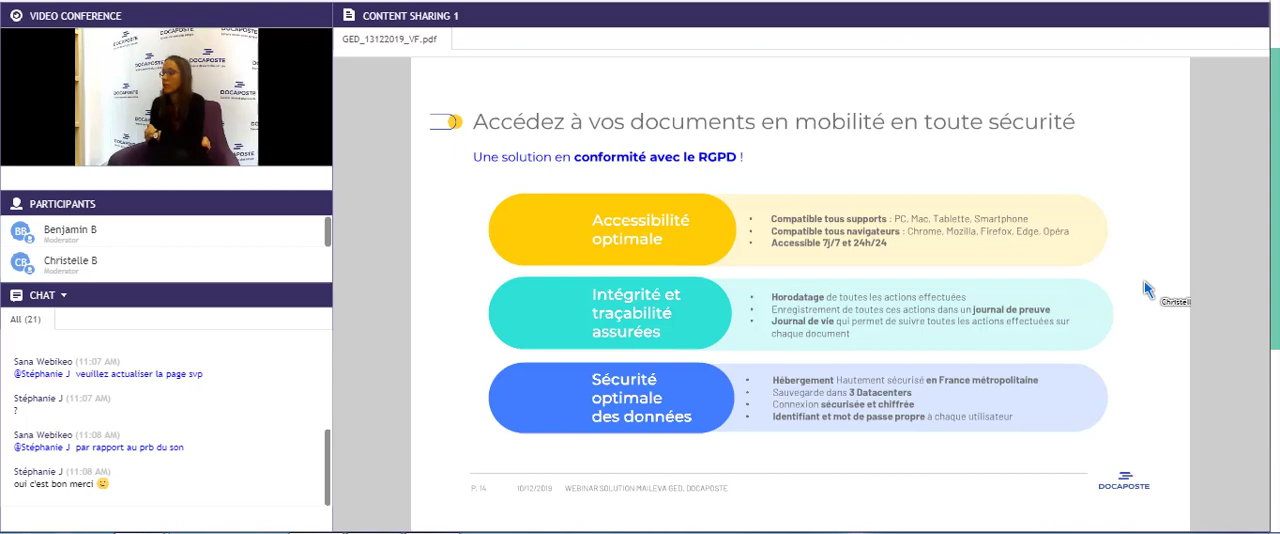 VIDEO CONFERENCE
DOCAPOSTE
DOCAPOSTE
DOCAPOSTE
DOCAPOSTE
DOCAPOSTE
PARTICIPANTS
BB
Benjamin B
Moderator
CB
Christelle B
Moderator
CHAT
All (21)
Sana Webikeo (11:07 AM)
@Stéphanie J veuillez actualiser la page svp
Stéphanie J (11:07 AM)
?
Sana Webikeo (11:08 AM)
@Stéphanie J par rapport au prb du son
Stéphanie J (11:08 AM)
oui c'est bon merci
CONTENT SHARING 1
GED_13122019_VF.pdf
Accédez à vos documents en mobilité en toute sécurité
Une solution en conformité avec le RGPD !
Accessibilité
optimale
• Compatible tous supports : PC, Mac, Tablette, Smartphone
• Compatible tous navigateurs : Chrome, Mozilla, Firefox, Edge, Opéra
• Accessible 7j/7 et 24h/24
Intégrité et
traçabilité
assurées
• Horodatage de toutes les actions effectuées
• Enregistrement de toutes ces actions dans un journal de preuve
• Journal de vie qui permet de suivre toutes les actions effectuées sur
chaque document
Sécurité
optimale
des données
• Hébergement Hautement sécurisé en France métropolitaine
• Sauvegarde dans 3 Datacenters
• Connexion sécurisée et chiffrée
• Identifiant et mot de passe propre à chaque utilisateur
Christell
P. 14
10/12/2019
WEBINAR SOLUTION MAILEVA GED, DOCAPOSTE
DOCAPOSTE